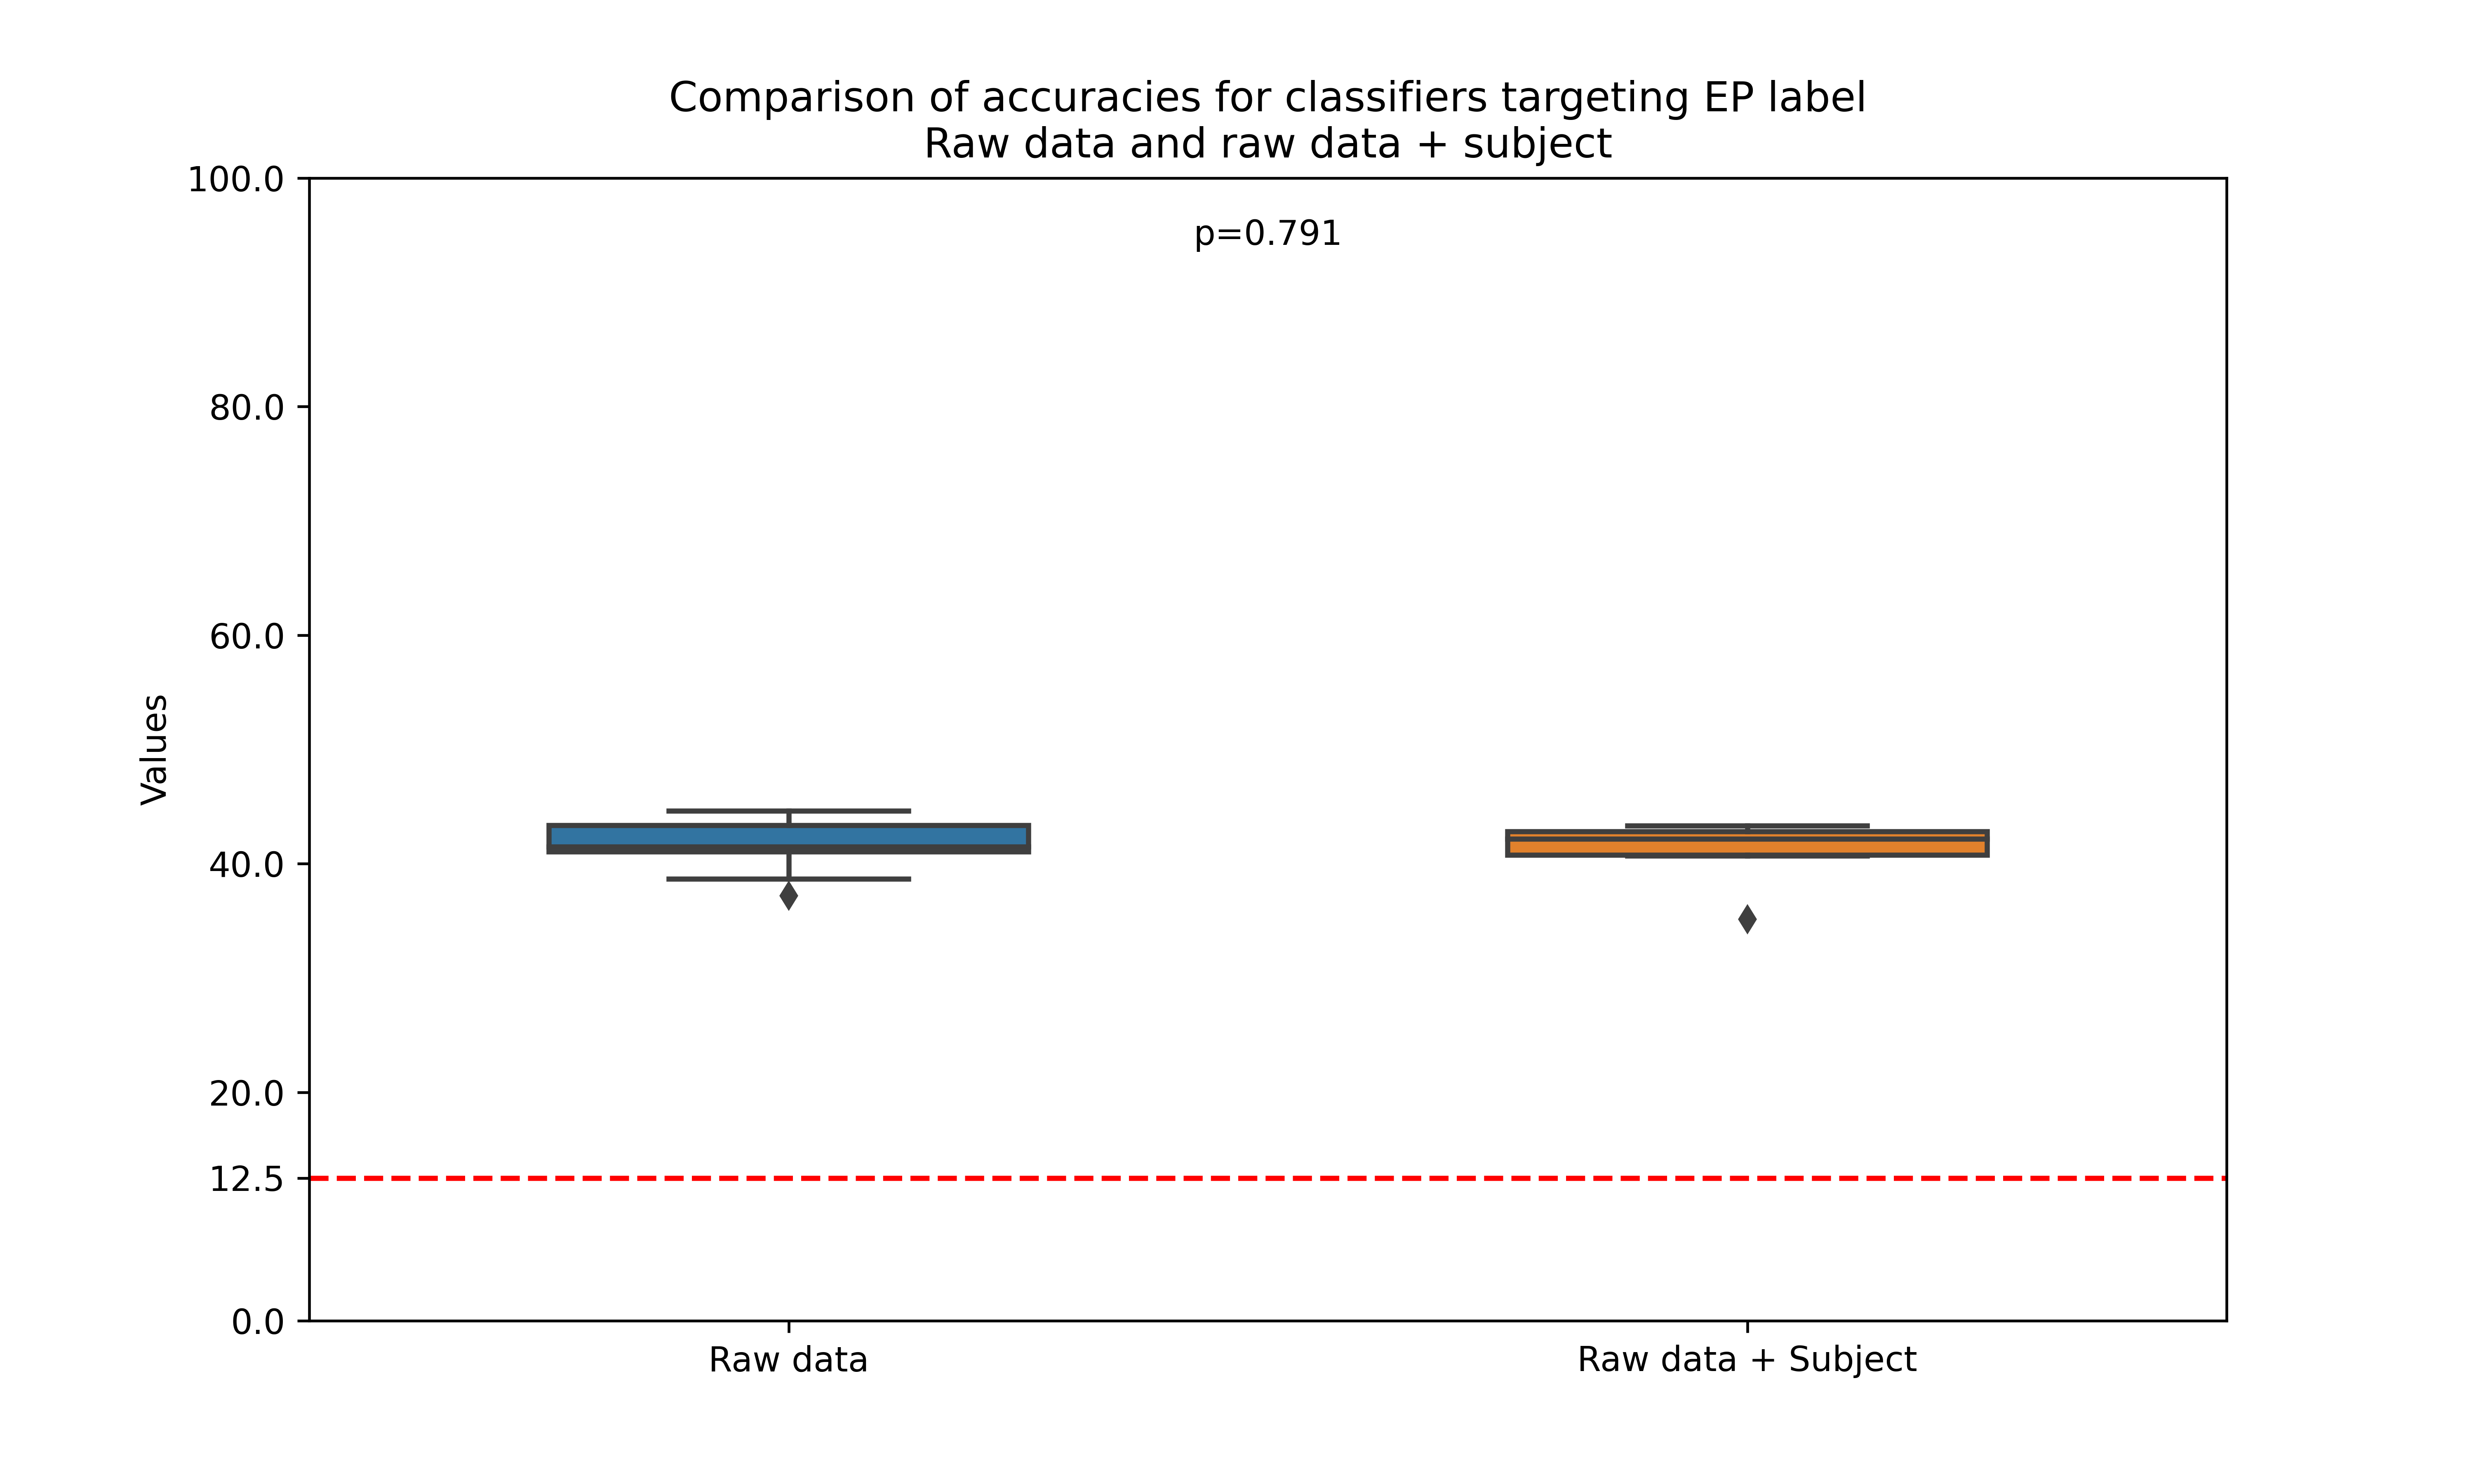 Comparison of accuracies for classifiers targeting EP label
Raw data and raw data + subject
100.0
p=0.791
80.0
60.0
Values
40.0
20.0
12.5
0.0
Raw data
Raw data + Subject